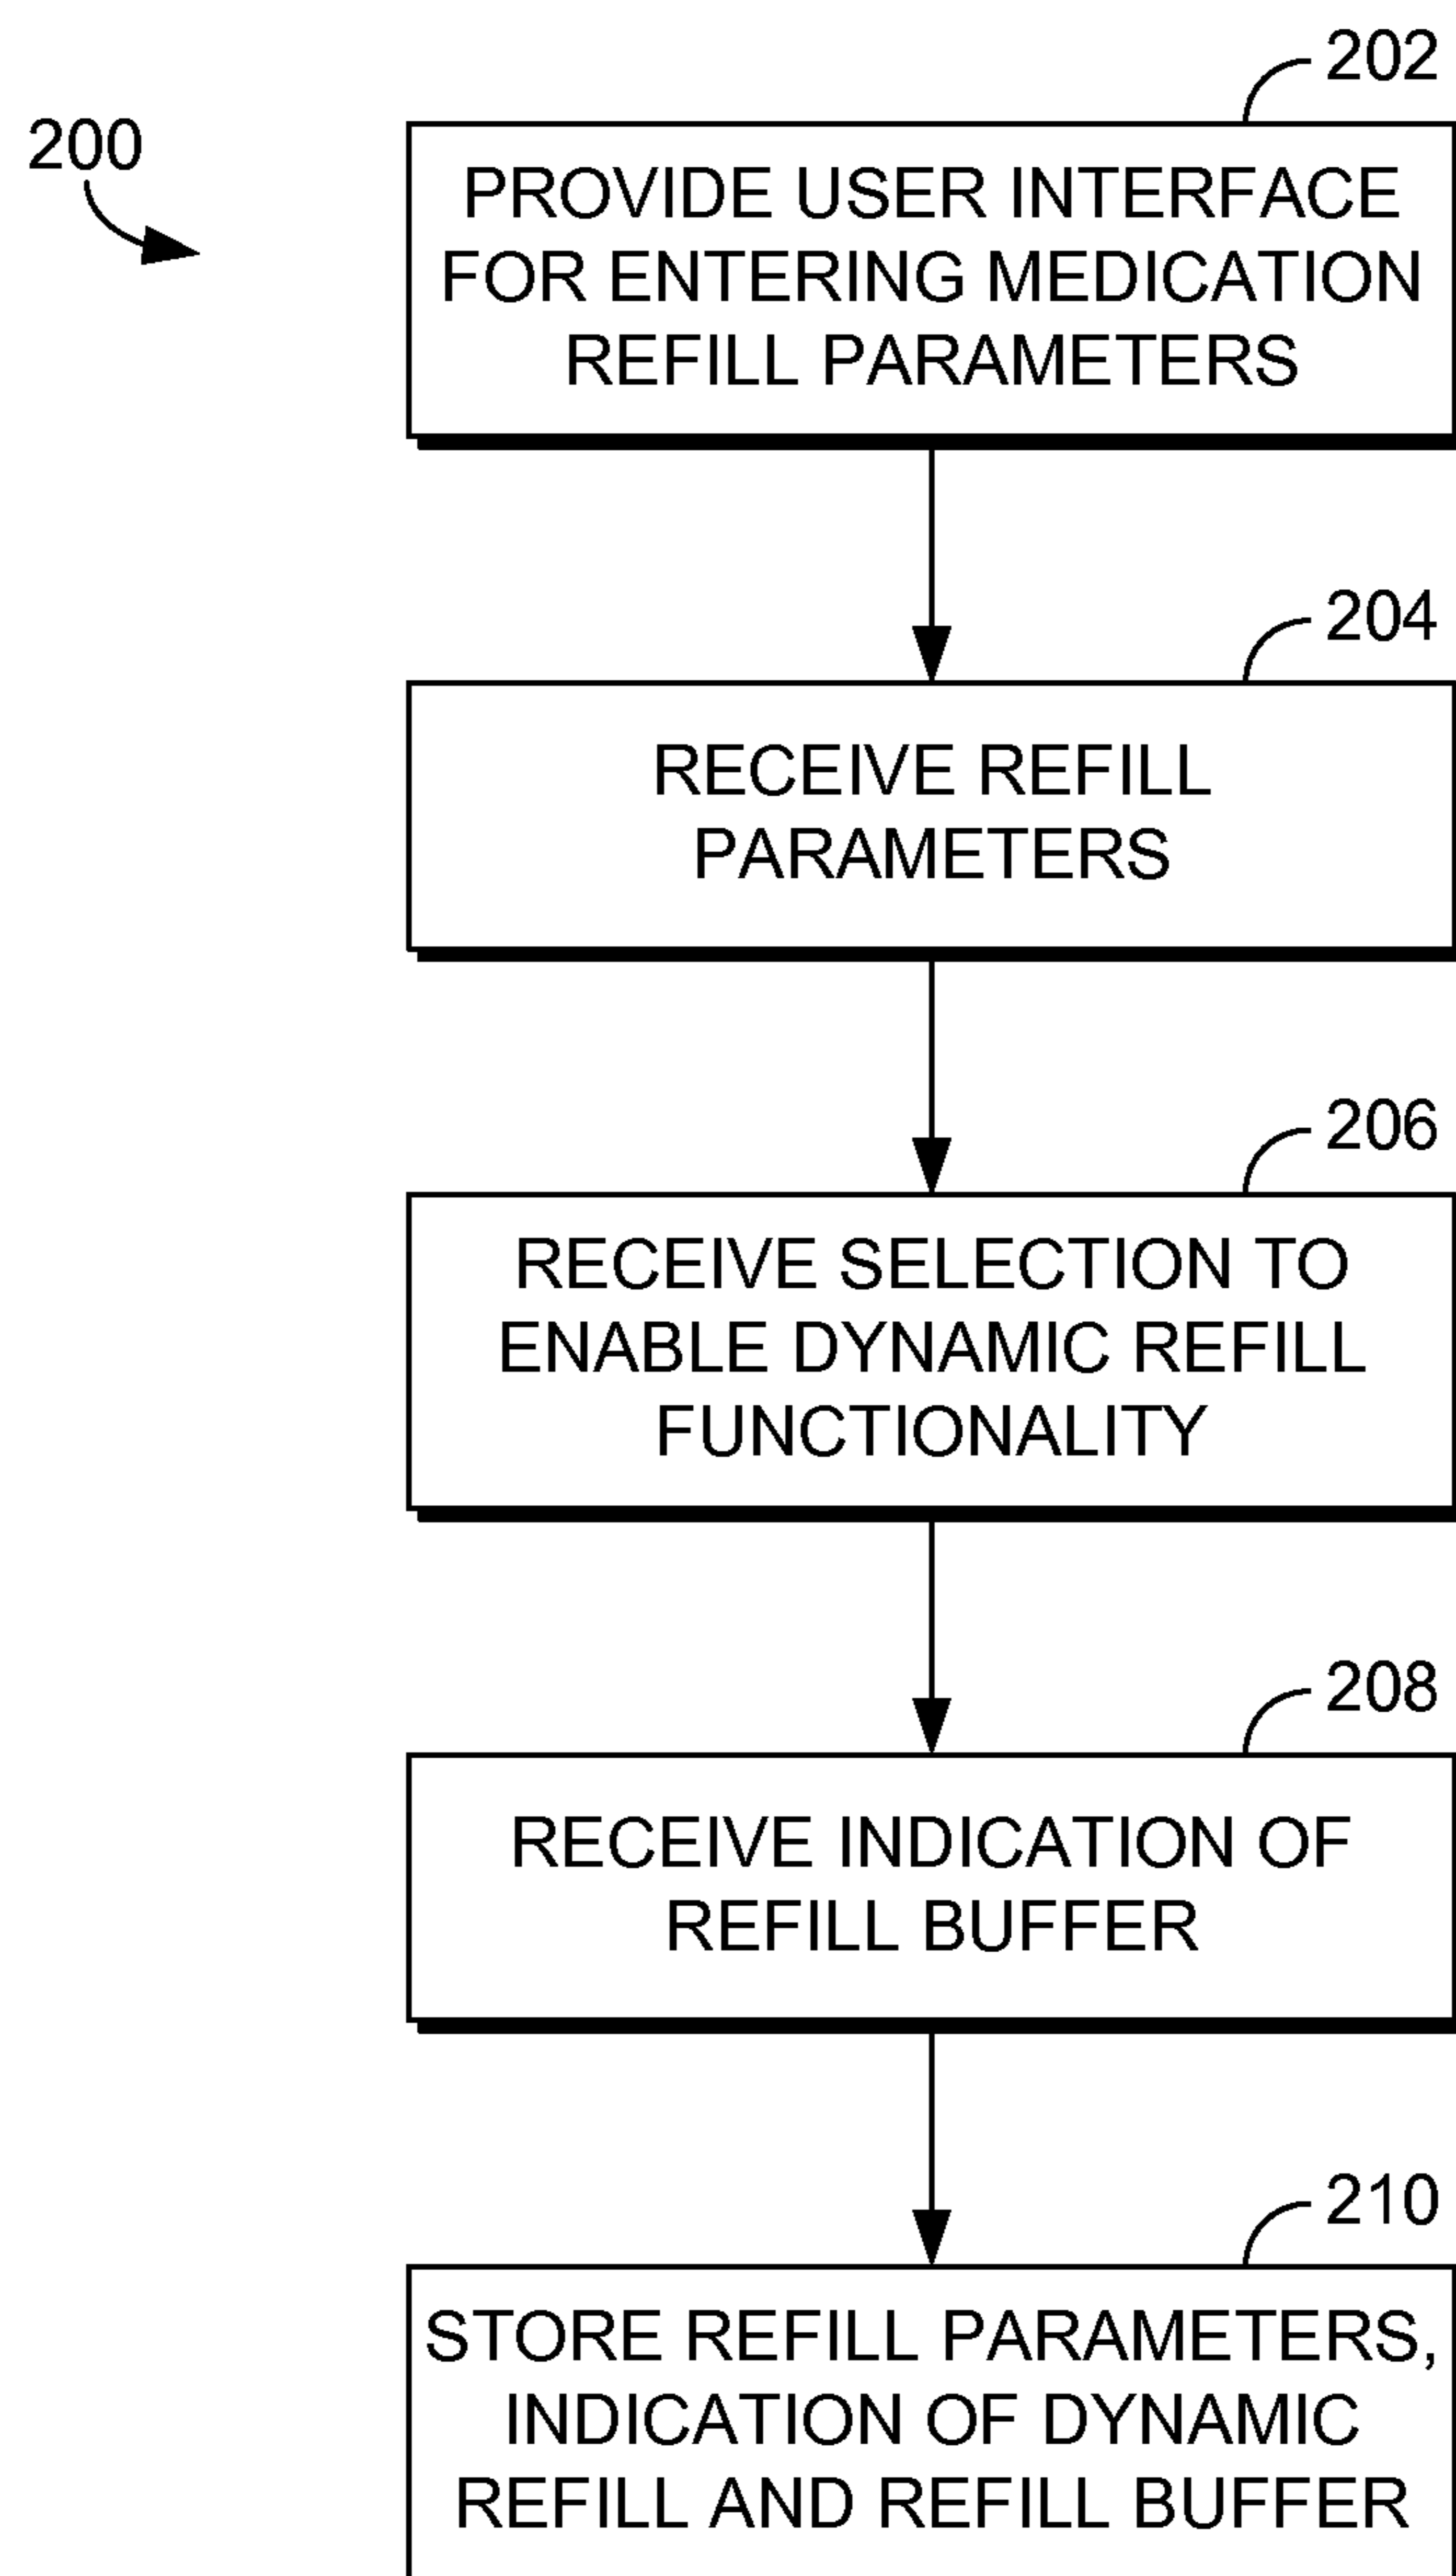 202
200
PROVIDE USER INTERFACE
FOR ENTERING MEDICATION
REFILL PARAMETERS
204
RECEIVE REFILL
PARAMETERS
206
RECEIVE SELECTION TO
ENABLE DYNAMIC REFILL
FUNCTIONALITY
208
RECEIVE INDICATION OF
REFILL BUFFER
210
STORE REFILL PARAMETERS,
INDICATION OF DYNAMIC
REFILL AND REFILL BUFFER